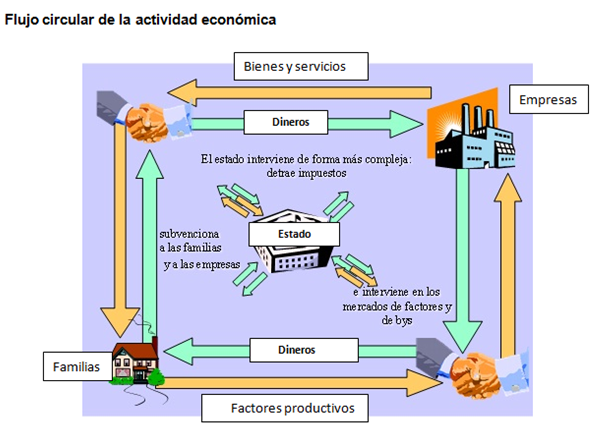 Flujo circular de la actividad económica
Bienes y servicios
Empresas
Dineros
El estado interviene de forma más compleja:
detrae impuestos
Estado
subvenciona
a las familias
y a las empresas
e interviene en los
mercados de factores y
de bys
Dineros
Familias
Factores productivos